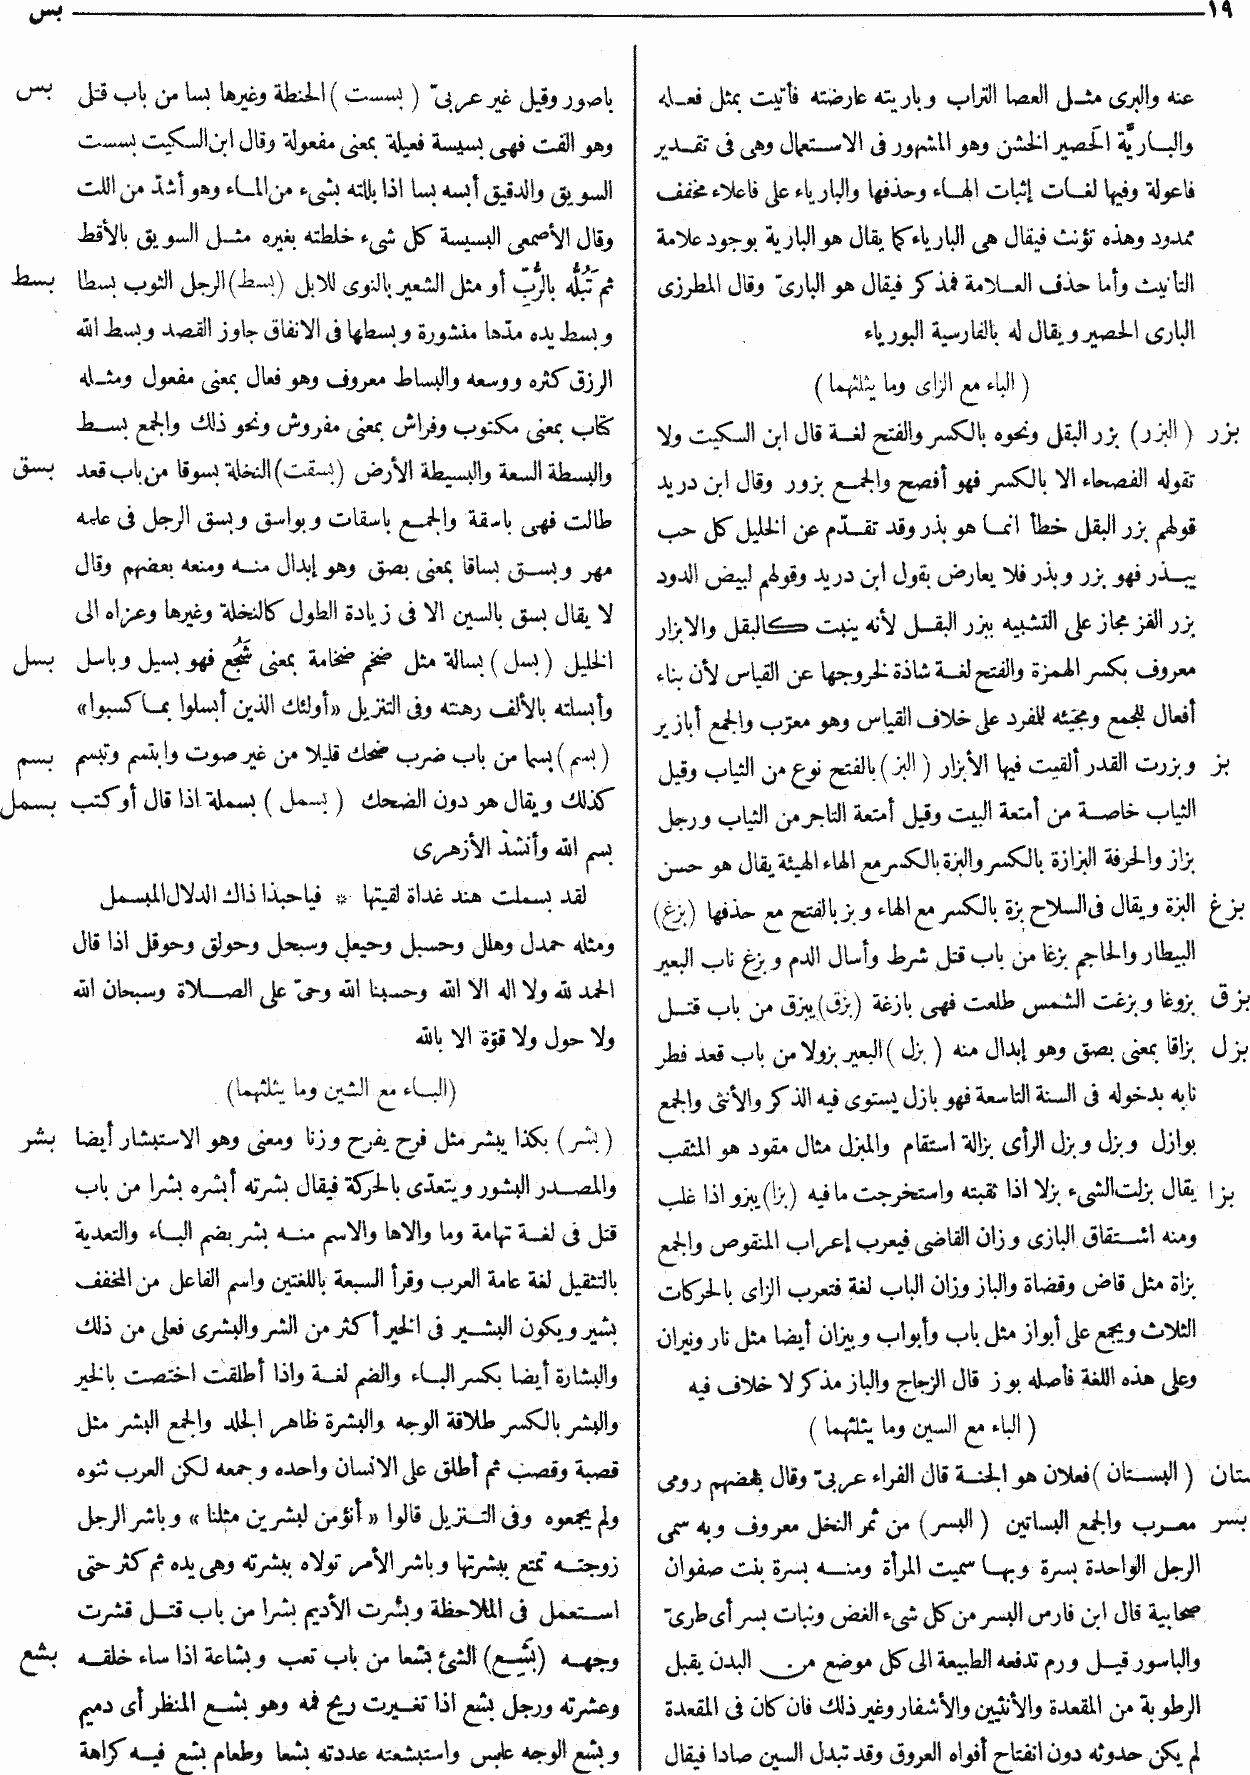 ١٩ بس
عنه والبرى مثل العصا التراب وباريته عارضته فأتيت بمثل فعله
والباريَّة الحصير الخشن وهو المشهور فى الاستعمال وهى فى تقدير
فاعولة وفيها لغات إثبات الهاء وحذفها والبارياء على فاعلاء مخفف
ممدود وهذه تؤنث فيقال هى البارياء كما يقال هو البارية بوجود علامة
التأنيث وأما حذف العلامة فمذكر فيقال هو البارىّ وقال المطرزى
البارى الحصير ويقال له بالفارسية البورياء
(الباء مع الزاى وما يثلثهما)
بزر (البزر) بزر البقل ونحوه بالكسر والفتح لغة قال ابن السكيت ولا
تقوله الفصحاء الا بالكسر فهو أفصح والجمع بزور وقال ابن دريد
قولهم بزر البقل خطأ انما هو بذر وقد تقدّم عن الخليل كل حب
يبذر فهو بزر وبذر فلا يعارض بقول ابن دريد وقولهم لبيض الدود
بزر القز مجاز على التشبيه ببزر البقل لأنه ينبت كالبقل والابزار
معروف بكسر الهمزة والفتح لغة شاذة لخروجها عن القياس لأن بناء
أفعال للجمع ومجيئه للمفرد على خلاف القياس وهو معرّب والجمع أبازير
بز وبزرت القدر ألقيت فيها الأبزار (البز) بالفتح نوع من الثياب وقيل
الثياب خاصة من أمتعة البيت وقيل أمتعة التاجر من الثياب ورجل
بزاز والحرفة البزازة بالكسر والبزة بالكسر مع الهاء الهيئة يقال هو حسن
بزغ البزة ويقال فى السلاح بزة بالكسر مع الهاء وبز بالفتح مع حذفها (بزغ)
البيطار والحاجم بزغا من باب قتل شرط وأسال الدم وبزغ ناب البعير
بزق بزوغا وبزغت الشمس طلعت فهى بازغة (بزق) يبزق من باب قتل
بزل بزاقا بمعنى بصق وهو إبدال منه (بزل) البعير بزولا من باب قعد فطر
نابه بدخوله فى السنة التاسعة فهو بازل يستوى فيه الذكر والأنثى والجمع
بوازل وبزل وبزل الرأى بزالة استقام والمبزل مثال مقود هو المثقب
بزا يقال بزلت الشىء بزلا اذا ثقبته واستخرجت ما فيه (بزا) يبزو اذا غلب
ومنه اشتقاق البازى وزان القاضى فيعرب إعراب المنقوص والجمع
بزاة مثل قاض وقضاة والباز وزان الباب لغة فتعرب الزاى بالحركات
الثلاث ويجمع على أبواز مثل باب وأبواب وبيزان أيضا مثل نار ونيران
وعلى هذه اللغة فأصله بوز قال الزجاج والباز مذكر لا خلاف فيه
(الباء مع السين وما يثلثهما)
ستان (البستان) فعلان هو الجنة قال الفراء عربىّ وقال بعضهم رومى
بسر معرب والجمع البساتين (البسر) من ثمر النخل معروف وبه سمى
الرجل الواحدة بسرة وبها سميت المرأة ومنه بسرة بنت صفوان
صحابية قال ابن فارس البسر من كل شىء الغض ونبات بسر أى طرىّ
والباسور قيل ورم تدفعه الطبيعة الى كل موضع من البدن يقبل
الرطوبة من المقعدة والأنثيين والأشفار وغير ذلك فان كان فى المقعدة
لم يكن حدوثه دون انفتاح أفواه العروق وقد تبدل السين صادا فيقال
باصور وقيل غير عربىّ (بسست) الحنطة وغيرها بسا من باب قتل بس
وهو الفت فهى بسيسة فعيلة بمعنى مفعولة وقال ابن السكيت بسست
السويق والدقيق أبسه بسا اذا بللته بشىء من الماء وهو أشدّ من اللت
وقال الأصمعى البسيسة كل شىء خلطته بغيره مثل السويق بالأقط
ثم تَبُلُّه بالرُّبِّ أو مثل الشعير بالنوى للابل (بسط) الرجل الثوب بسطا بسط
وبسط يده مدّها منشورة وبسطها فى الانفاق جاوز القصد وبسط الله
الرزق كثره ووسعه والبساط معروف وهو فعال بمعنى مفعول ومثله
كتاب بمعنى مكتوب وفراش بمعنى مفروش ونحو ذلك والجمع بسط
والبسطة السعة والبسيطة الأرض (بسقت) النخلة بسوقا من باب قعد بسق
طالت فهى باسقة والجمع باسقات وبواسق وبسق الرجل فى علمه
مهر وبسق بساقا بمعنى بصق وهو إبدال منه ومنعه بعضهم وقال
لا يقال بسق بالسين الا فى زيادة الطول كالنخلة وغيرها وعزاه الى
الخليل (بسل) بسالة مثل ضخم ضخامة بمعنى شَجُع فهو بسيل وباسل بسل
وأبسلته بالألف رهنته وفى التنزيل «أولئك الذين أبسلوا بما كسبوا»
(بسم) بسما من باب ضرب ضحك قليلا من غير صوت وابتسم وتبسم بسم
كذلك ويقال هو دون الضحك (بسمل) بسملة اذا قال أو كتب بسمل
بسم الله وأنشد الأزهرى
لقد بسملت هند غداة لقيتها * فياحبذا ذاك الدلال المبسمل
ومثله حمدل وهلل وحسبل وحيعل وسبحل وحولق وحوقل اذا قال
الحمد لله ولا اله الا الله وحسبنا الله وحىّ على الصلاة وسبحان الله
ولا حول ولا قوّة الا بالله
(الباء مع الشين وما يثلثهما)
(بشر) بكذا يبشر مثل فرح يفرح وزنا ومعنى وهو الاستبشار أيضا بشر
والمصدر البشور ويتعدّى بالحركة فيقال بشرته أبشره بشرا من باب
قتل فى لغة تهامة وما والاها والاسم منه بشر بضم الباء والتعدية
بالتثقيل لغة عامة العرب وقرأ السبعة باللغتين واسم الفاعل من المخفف
بشير ويكون البشير فى الخير أكثر من الشر والبشرى فعلى من ذلك
والبشارة أيضا بكسر الباء والضم لغة واذا أطلقت اختصت بالخير
والبشر بالكسر طلاقة الوجه والبشرة ظاهر الجلد والجمع البشر مثل
قصبة وقصب ثم أطلق على الانسان واحده وجمعه لكن العرب ثنوه
ولم يجمعوه وفى التنزيل قالوا «أنؤمن لبشرين مثلنا» وباشر الرجل
زوجته تمتع ببشرتها وباشر الأمر تولاه ببشرته وهى يده ثم كثر حتى
استعمل فى الملاحظة وبشرت الأديم بشرا من باب قتل قشرت
وجهه (بَشِع) الشئ بشعا من باب تعب وبشاعة اذا ساء خلقه بشع
وعشرته ورجل بشع اذا تغيرت ريح فمه وهو بشع المنظر أى دميم
وبشع الوجه عابس واستبشعته عددته بشعا وطعام بشع فيه كراهة